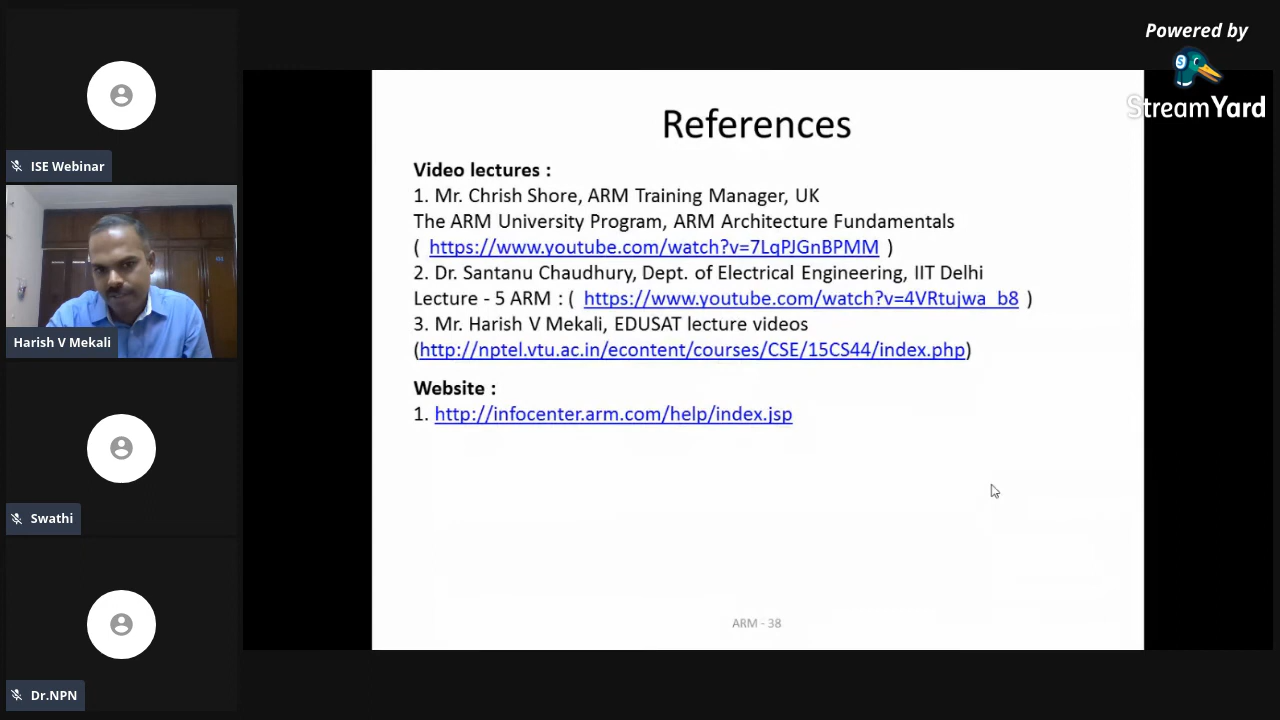 Powered by
StreamYard
ISE Webinar
Harish V Mekali
Swathi
Dr.NPN
References
Video lectures :
1. Mr. Chrish Shore, ARM Training Manager, UK
The ARM University Program, ARM Architecture Fundamentals
( https://www.youtube.com/watch?v=7LqPJGnBPMM )
2. Dr. Santanu Chaudhury, Dept. of Electrical Engineering, IIT Delhi
Lecture - 5 ARM : ( https://www.youtube.com/watch?v=4VRtujwa_b8 )
3. Mr. Harish V Mekali, EDUSAT lecture videos
(http://nptel.vtu.ac.in/econtent/courses/CSE/15CS44/index.php)
Website :
1. http://infocenter.arm.com/help/index.jsp
ARM - 38